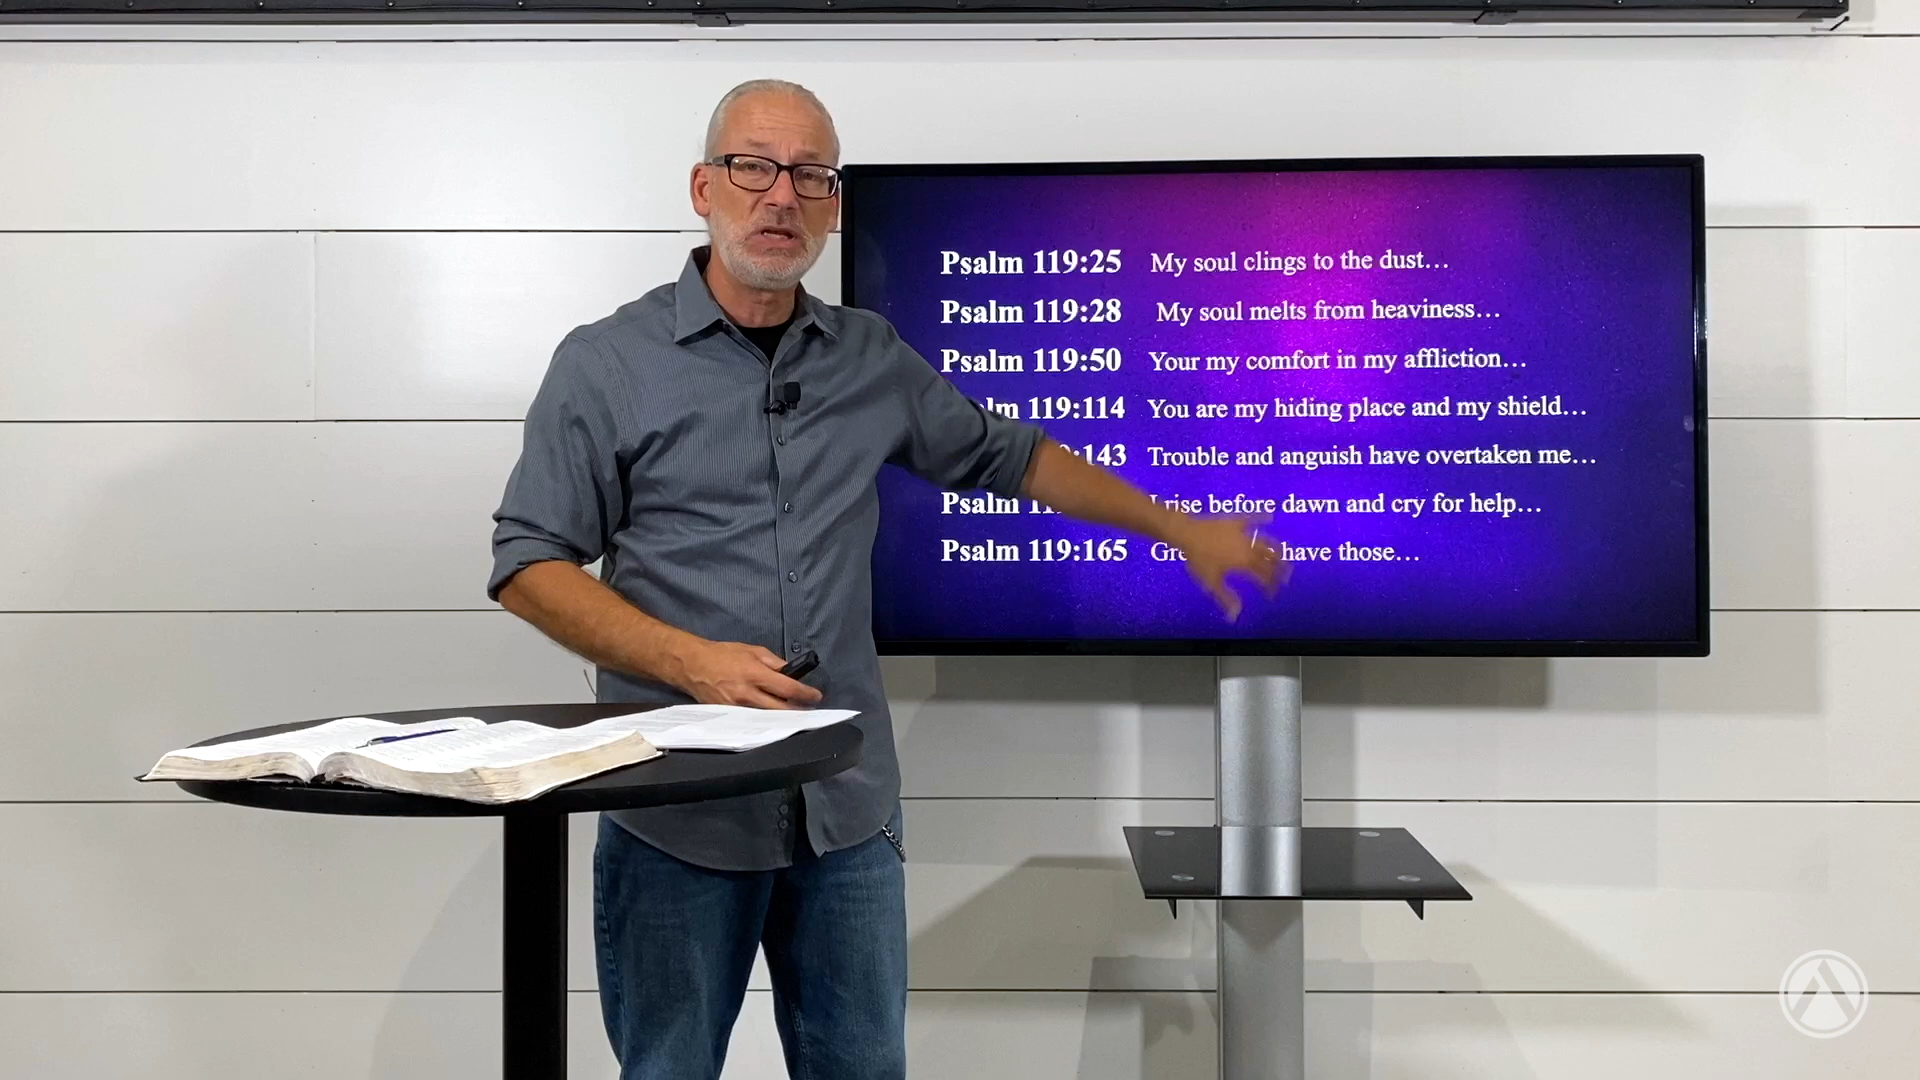 Psalm 119:25 My soul clings to the dust…
Psalm 119:28 My soul melts from heaviness…
Psalm 119:50 Your my comfort in my affliction…
119:114 You are my hiding place and my shield…
:143 Trouble and anguish have overtaken me…
Psalm I rise before dawn and cry for help…
Psalm 119:165 have those…